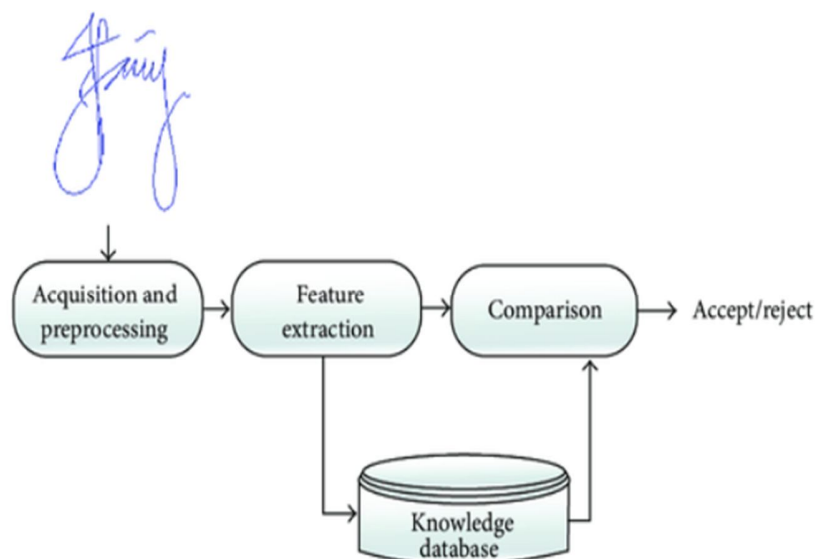 Acquisition and
preprocessing
Feature
extraction
Comparison
Accept/reject
Knowledge
database